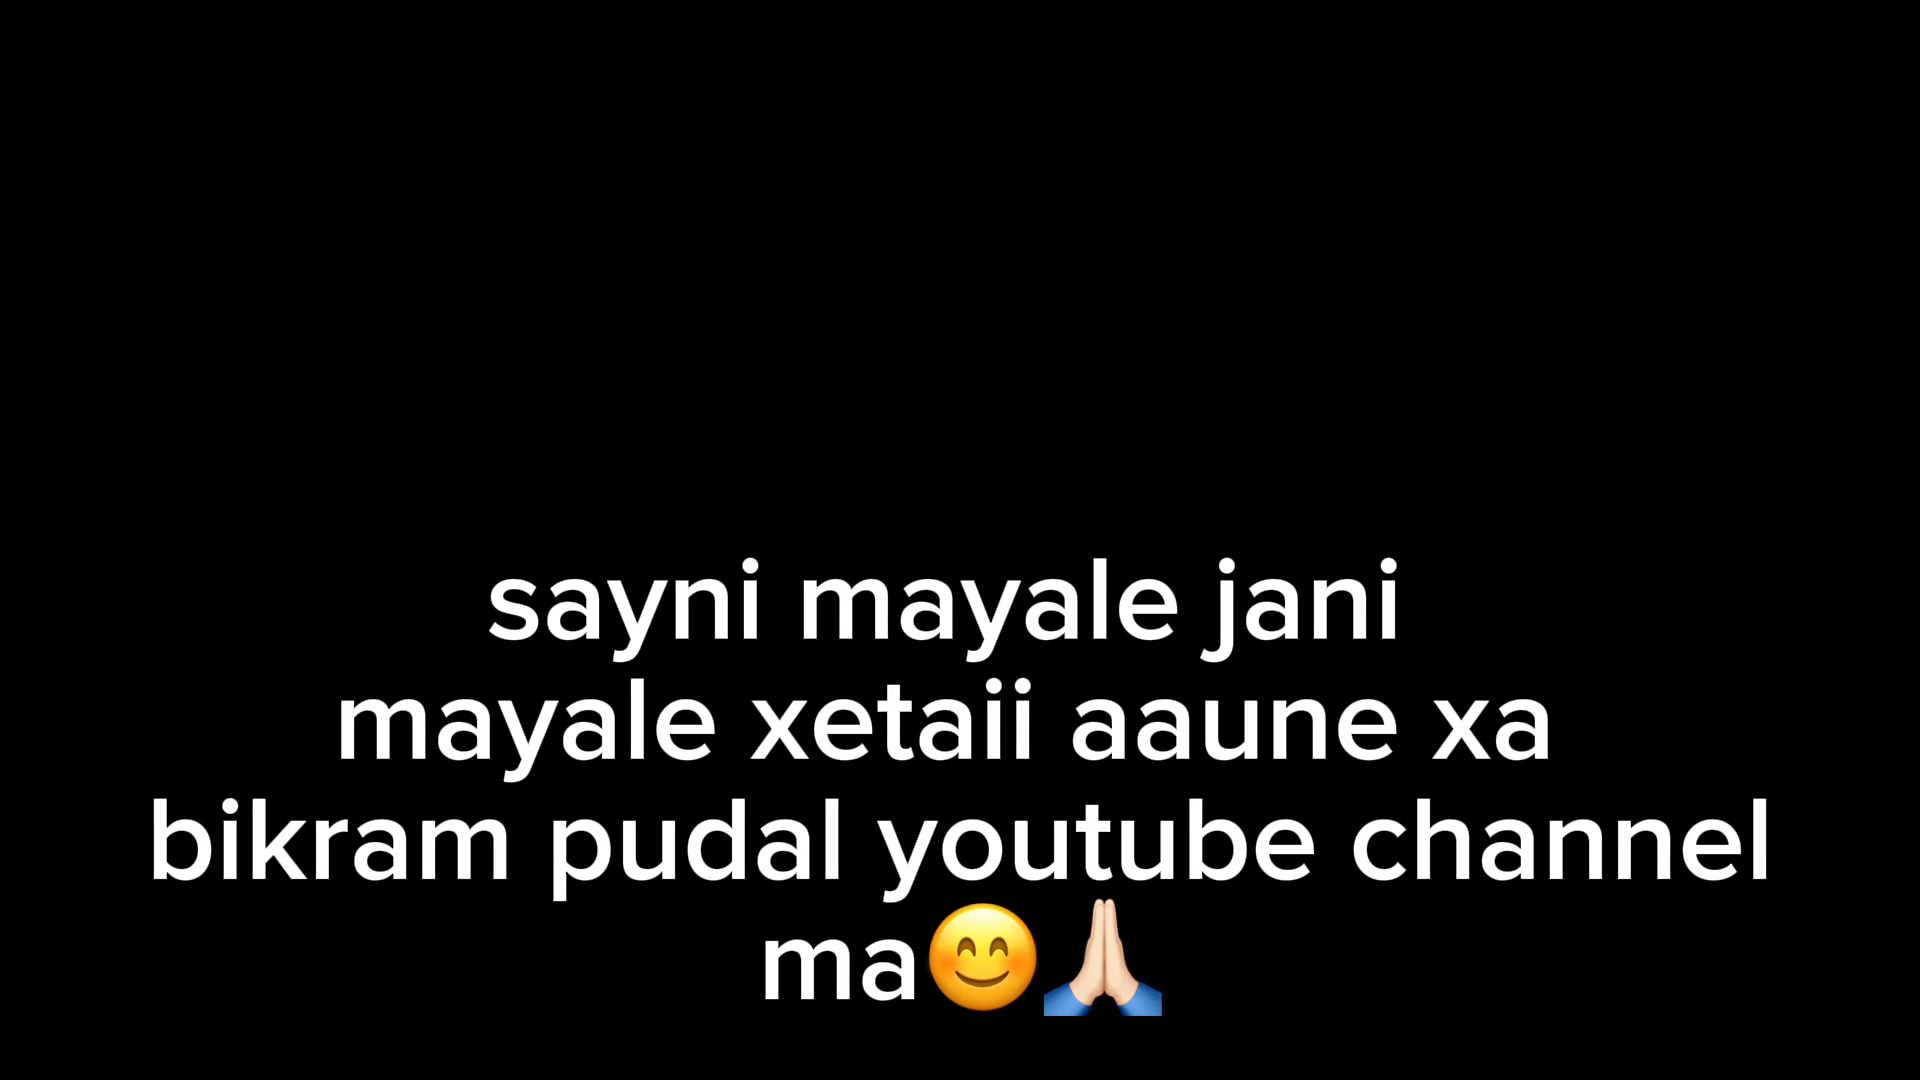 sayni mayale jani
mayale xetaii aaune xa
bikram pudal youtube channel
ma😊🙏🏻